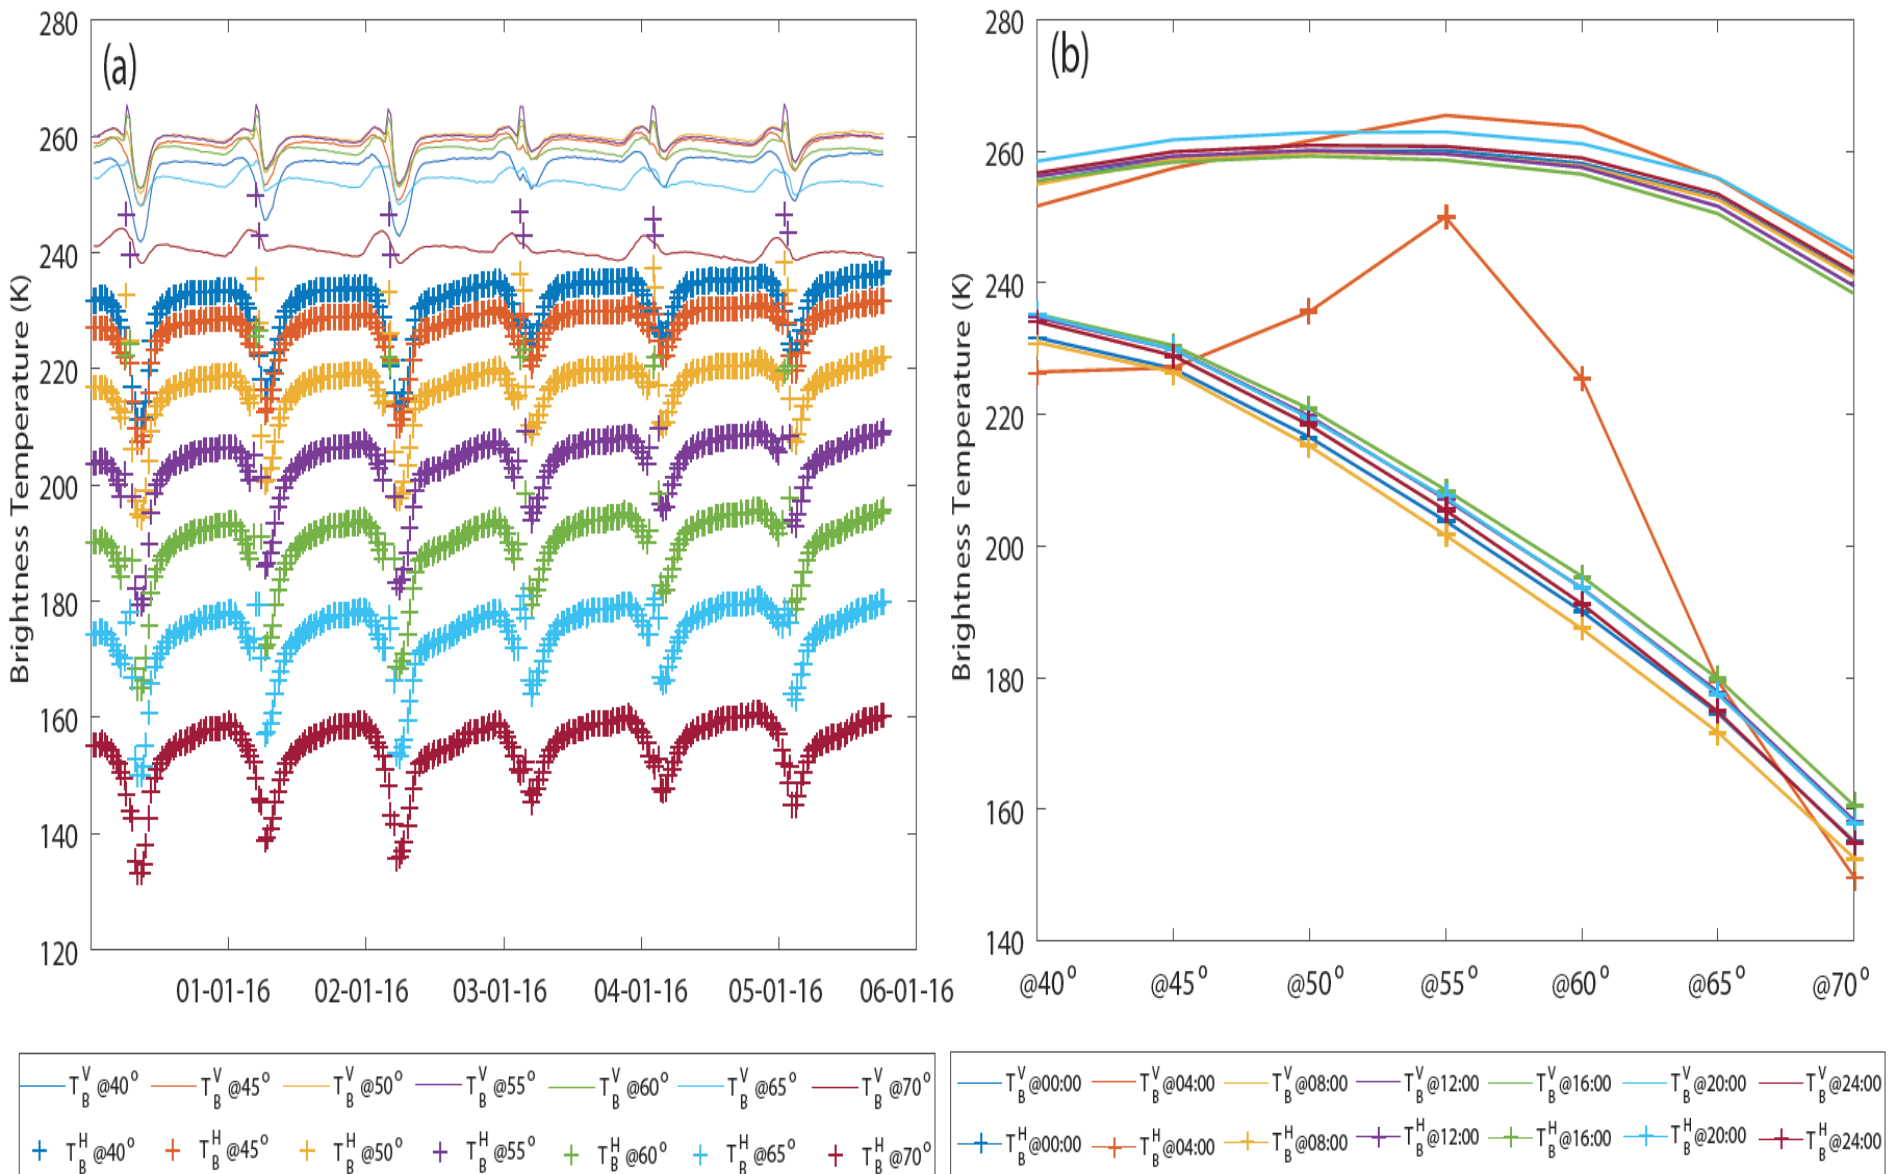 (a)
280
260
240
220
200
180
160
140
120
Brightness Temperature (K)
01-01-16 02-01-16 03-01-16 04-01-16 05-01-16 06-01-16
T_B^V @40° T_B^V @45° T_B^V @50° T_B^V @55° T_B^V @60° T_B^V @65° T_B^V @70°
T_B^H @40° T_B^H @45° T_B^H @50° T_B^H @55° T_B^H @60° T_B^H @65° T_B^H @70°
(b)
280
260
240
220
200
180
160
140
Brightness Temperature (K)
@40° @45° @50° @55° @60° @65° @70°
T_B^V @00:00 T_B^V @04:00 T_B^V @08:00 T_B^V @12:00 T_B^V @16:00 T_B^V @20:00 T_B^V @24:00
T_B^H @00:00 T_B^H @04:00 T_B^H @08:00 T_B^H @12:00 T_B^H @16:00 T_B^H @20:00 T_B^H @24:00